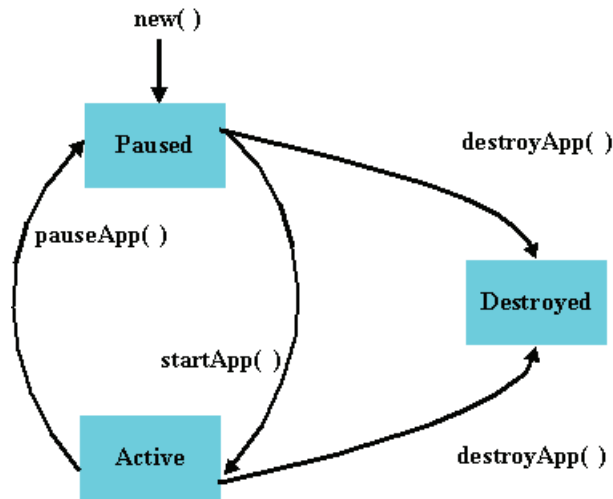 new( )
Paused
destroyApp( )
pauseApp( )
Destroyed
startApp( )
Active
destroyApp( )